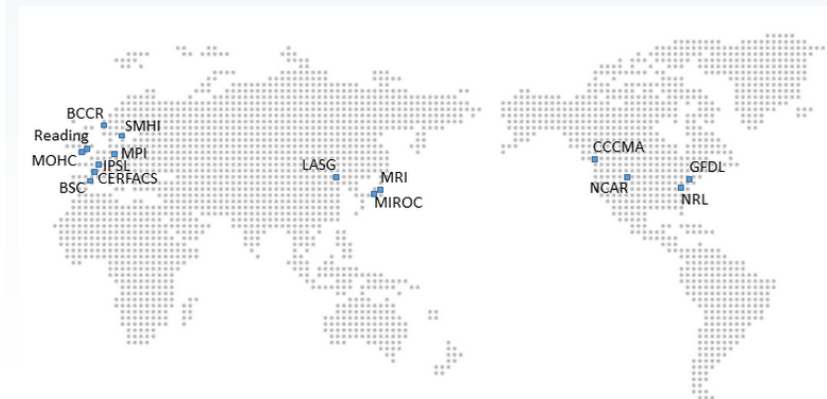 BCCR
SMHI
Reading
MOHC
MPI
IPSL
CERFACS
BSC
LASG
MRI
MIROC
CCCMA
GFDL
NCAR
NRL